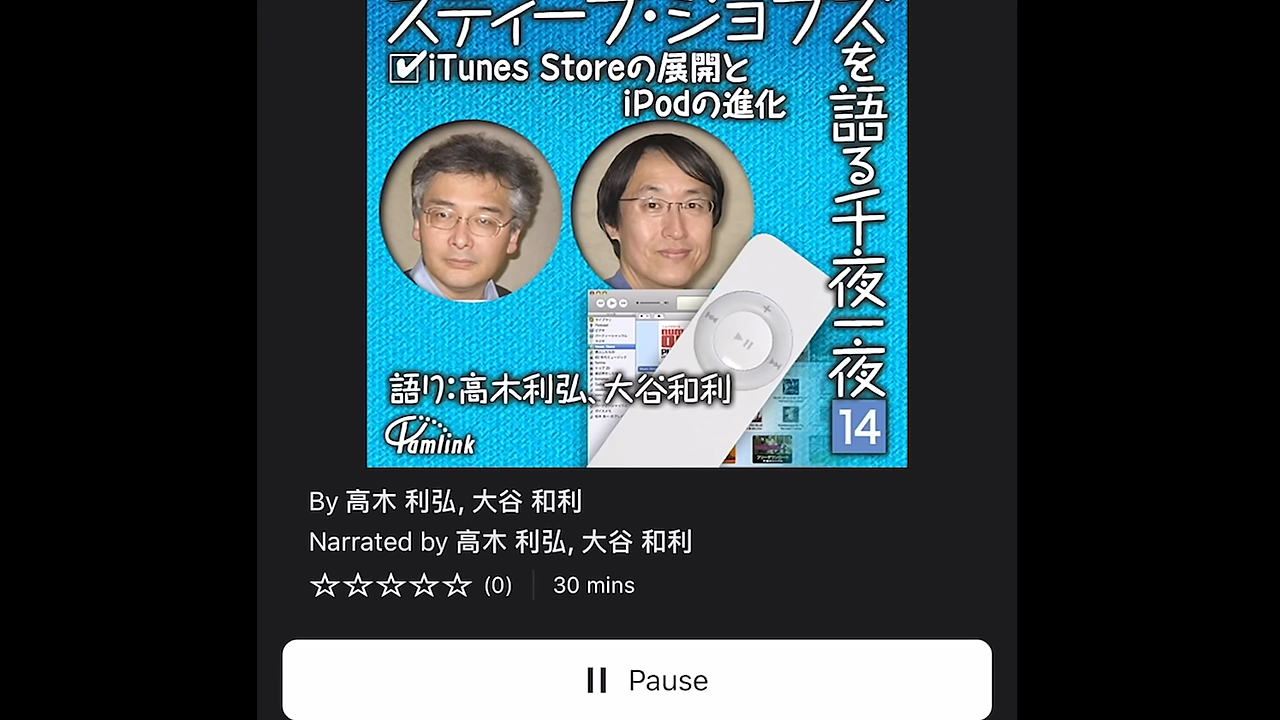 スティーブ・ジョブズ
を語る千夜一夜
14
iTunes Storeの展開と
iPodの進化
語り:高木利弘、大谷和利
Pamlink
By 高木 利弘, 大谷 和利
Narrated by 高木 利弘, 大谷 和利
(0) 30 mins
Pause